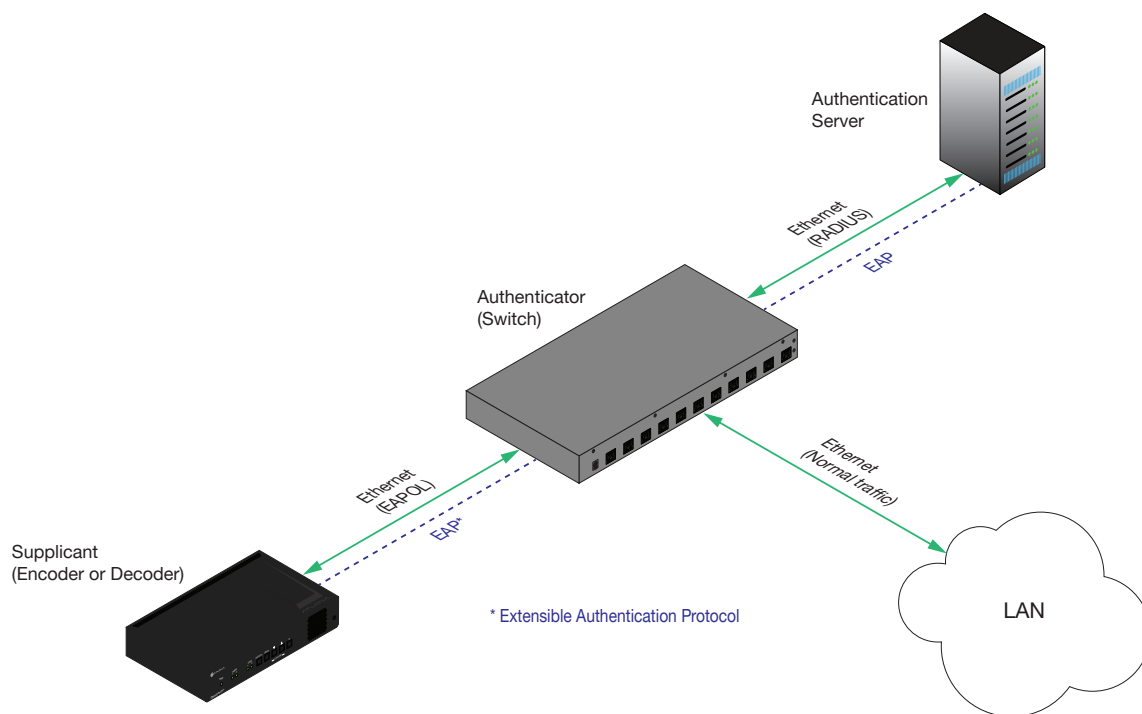 Authentication
Server
Ethernet
(RADIUS)
EAP
Authenticator
(Switch)
Ethernet
(Normal traffic)
Ethernet
(EAPOL)
EAP*
Supplicant
(Encoder or Decoder)
* Extensible Authentication Protocol
LAN